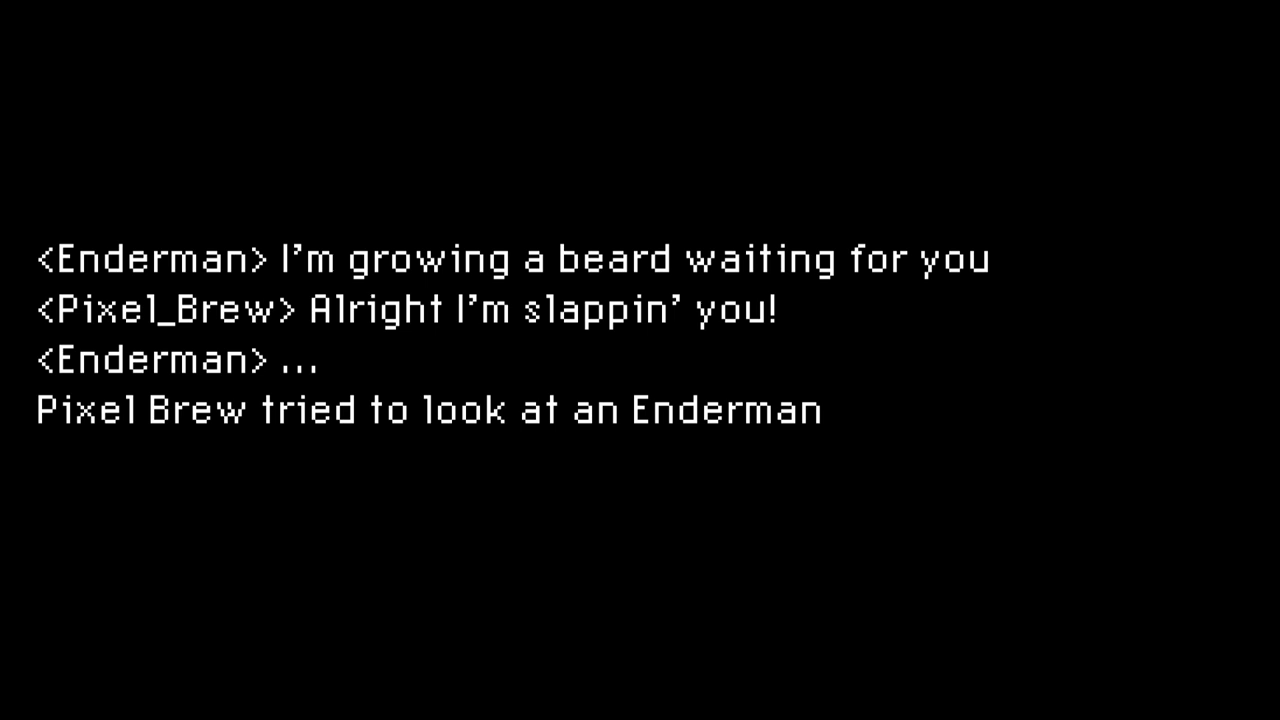 <Enderman> I'm growing a beard waiting for you
<Pixel_Brew> Alright I'm slappin' you!
<Enderman> ...
Pixel Brew tried to look at an Enderman